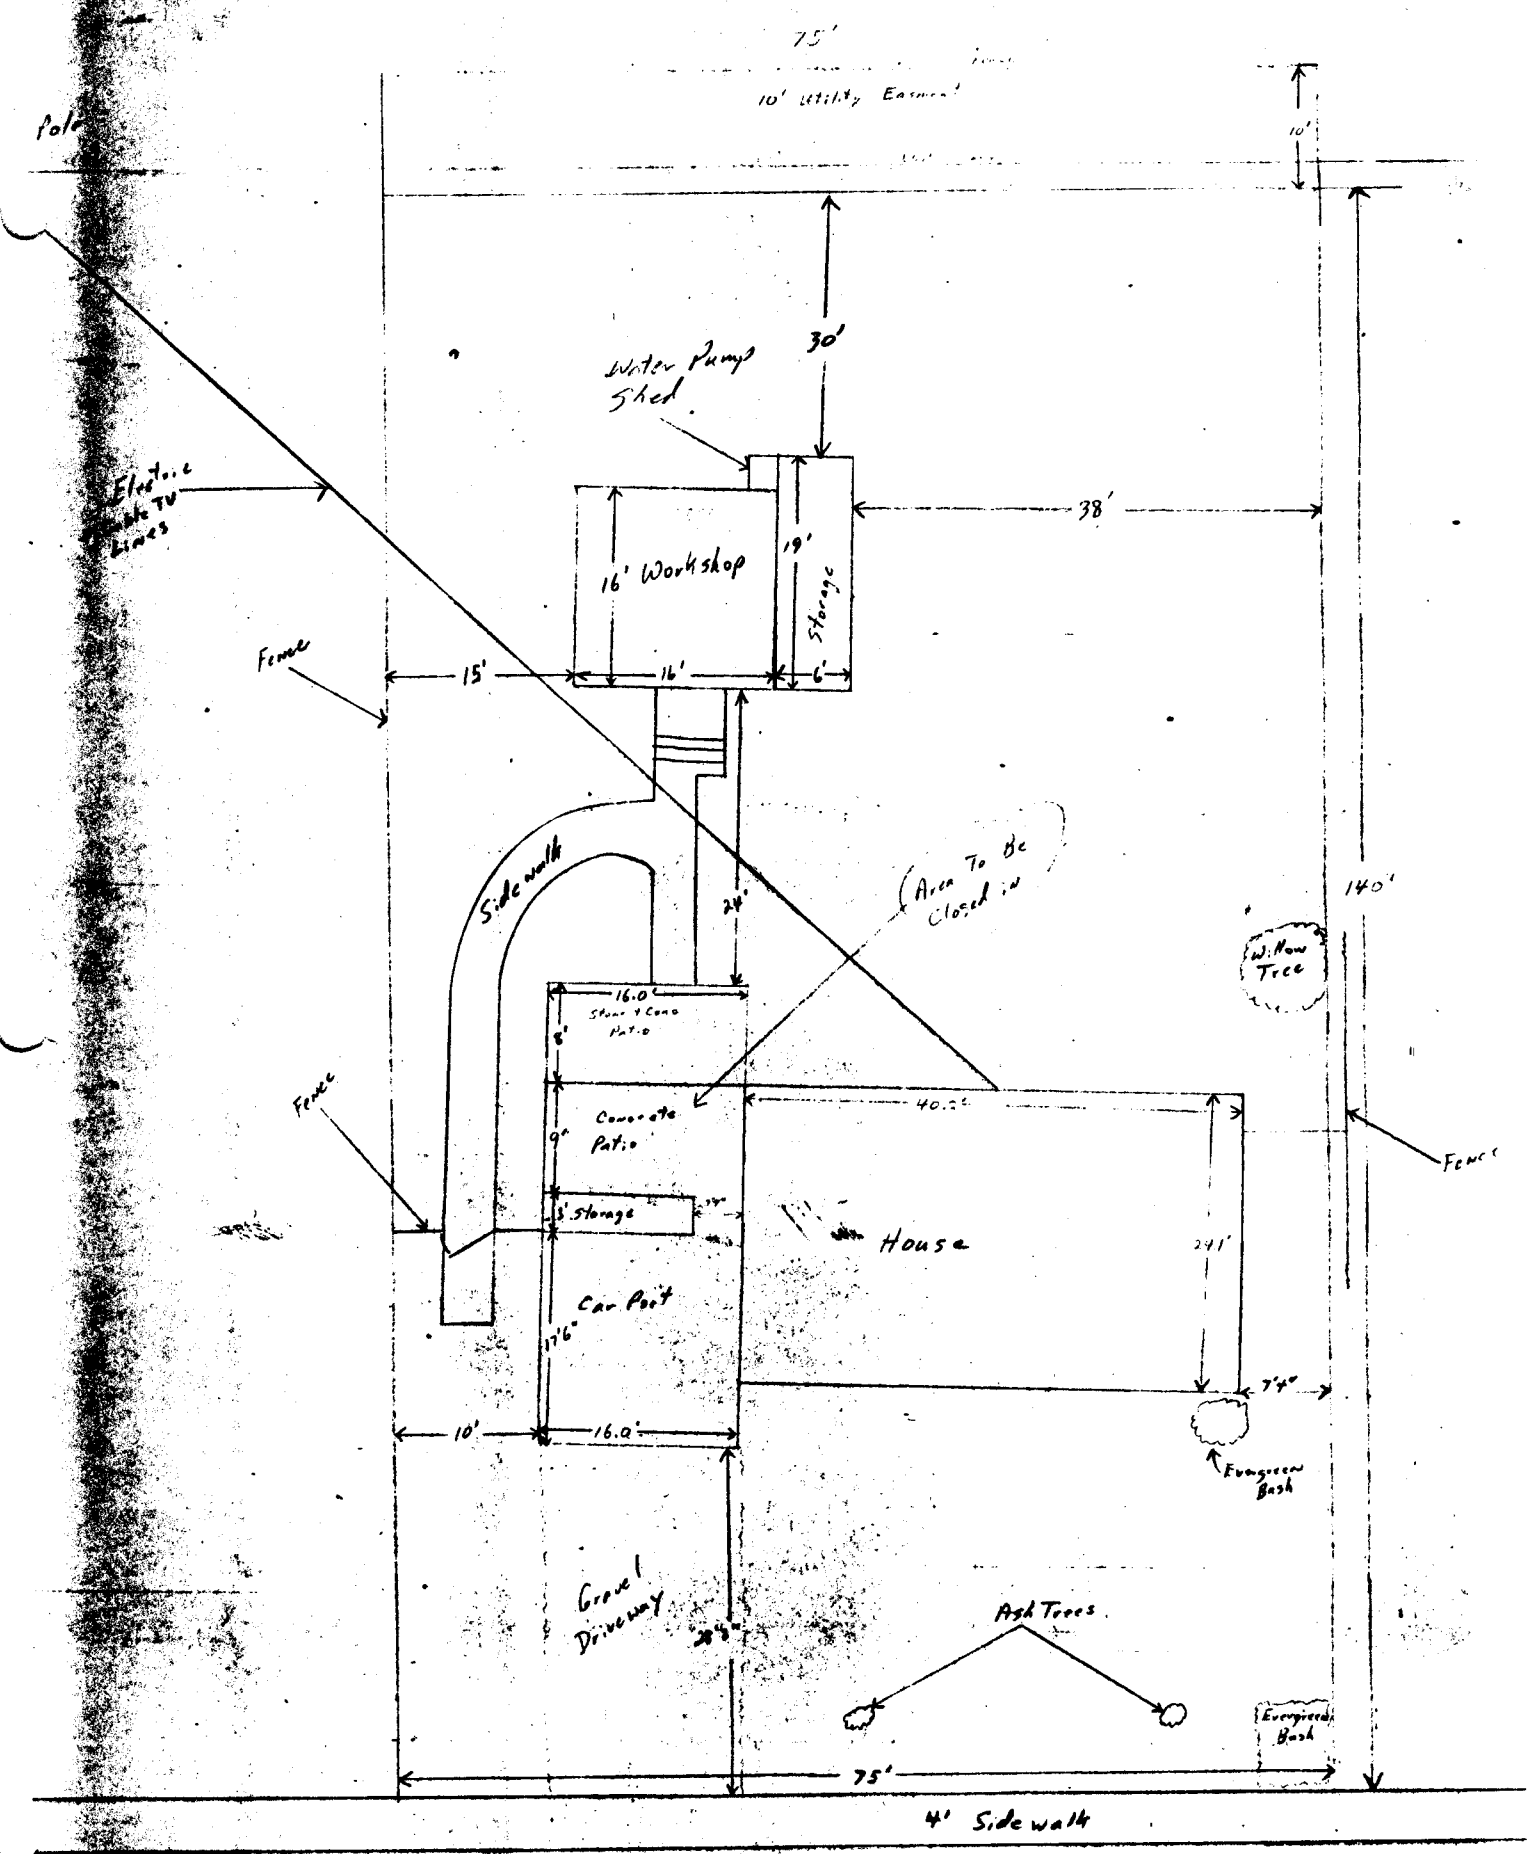 75'
10' Utility Easment
Pole
10'
30'
Water Pump
Shed
38'
Electric
Cable TV
Lines
19'
16' Workshop
Storage
Fence
15'
16'
6'
Sidewalk
24'
(Area To Be
Closed in
140'
Willow
Tree
16.0'
Stone & Conc
Patio
8'
Fence
40.2'
Concrete
Patio
9'
Fence
3' Storage
House
24.1'
Car Port
17'6"
7'4"
10'
16.0'
Evergreen
Bush
Gravel
Driveway
Ash Trees
Evergreen
Bush
75'
4' Sidewalk